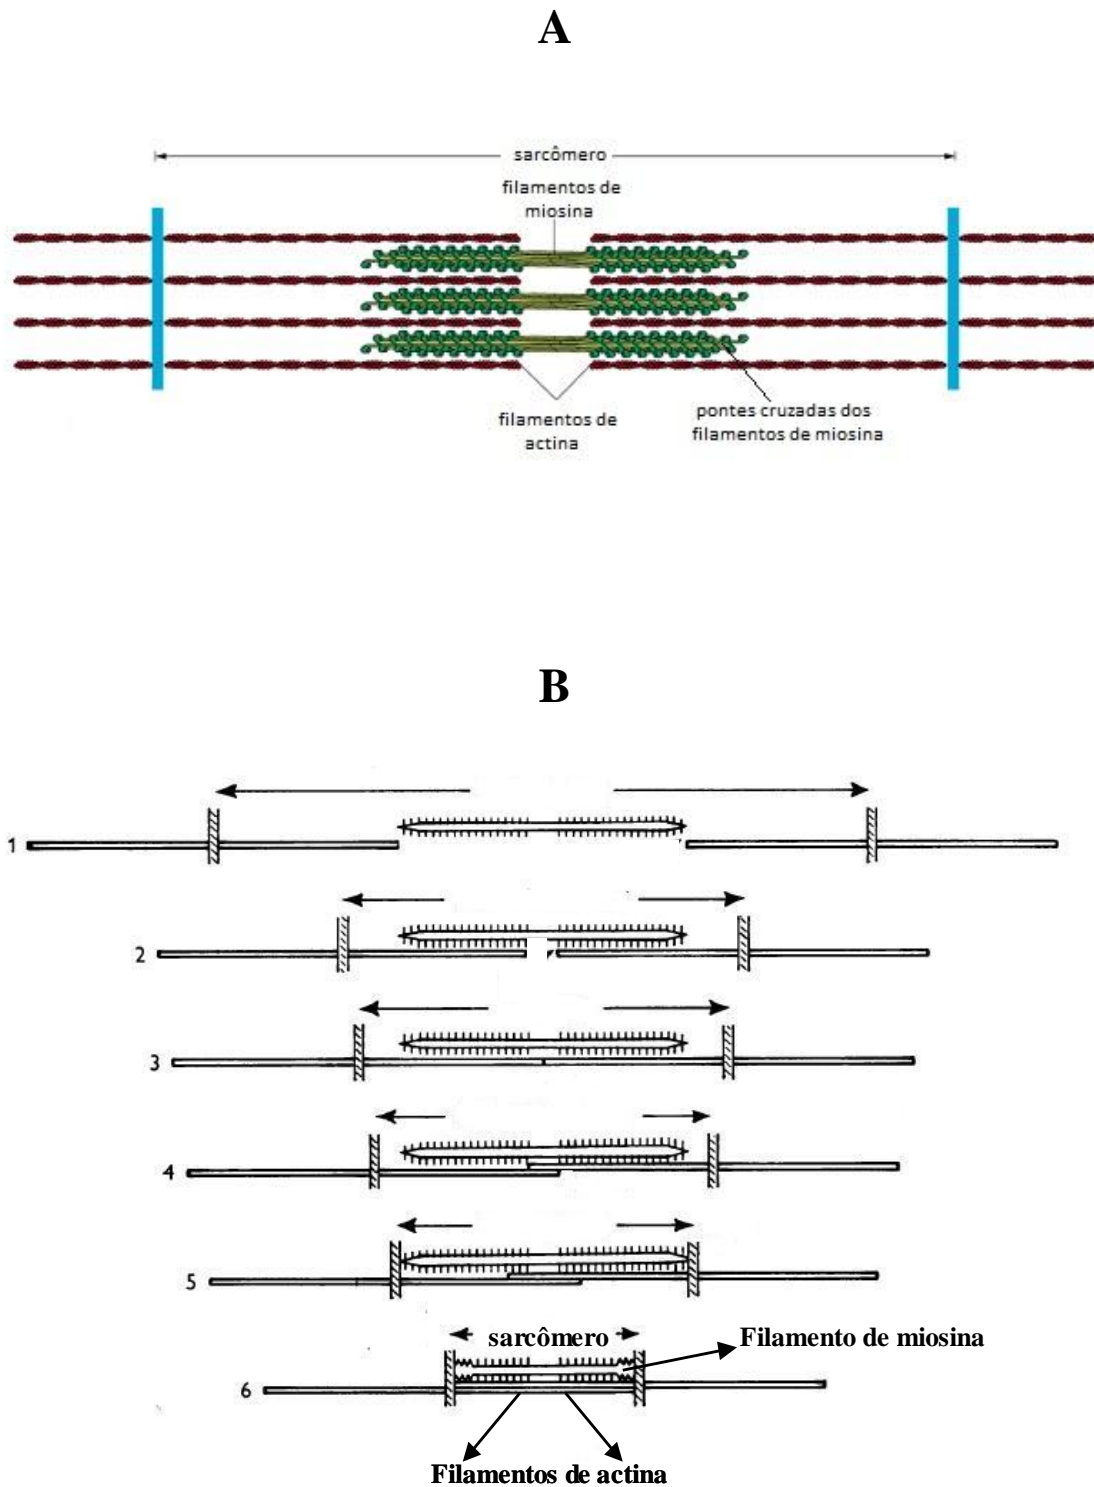 A
sarcômero
filamentos de
miosina
filamentos de
actina
pontes cruzadas dos
filamentos de miosina
B
1
2
3
4
5
sarcômero
Filamento de miosina
6
Filamentos de actina